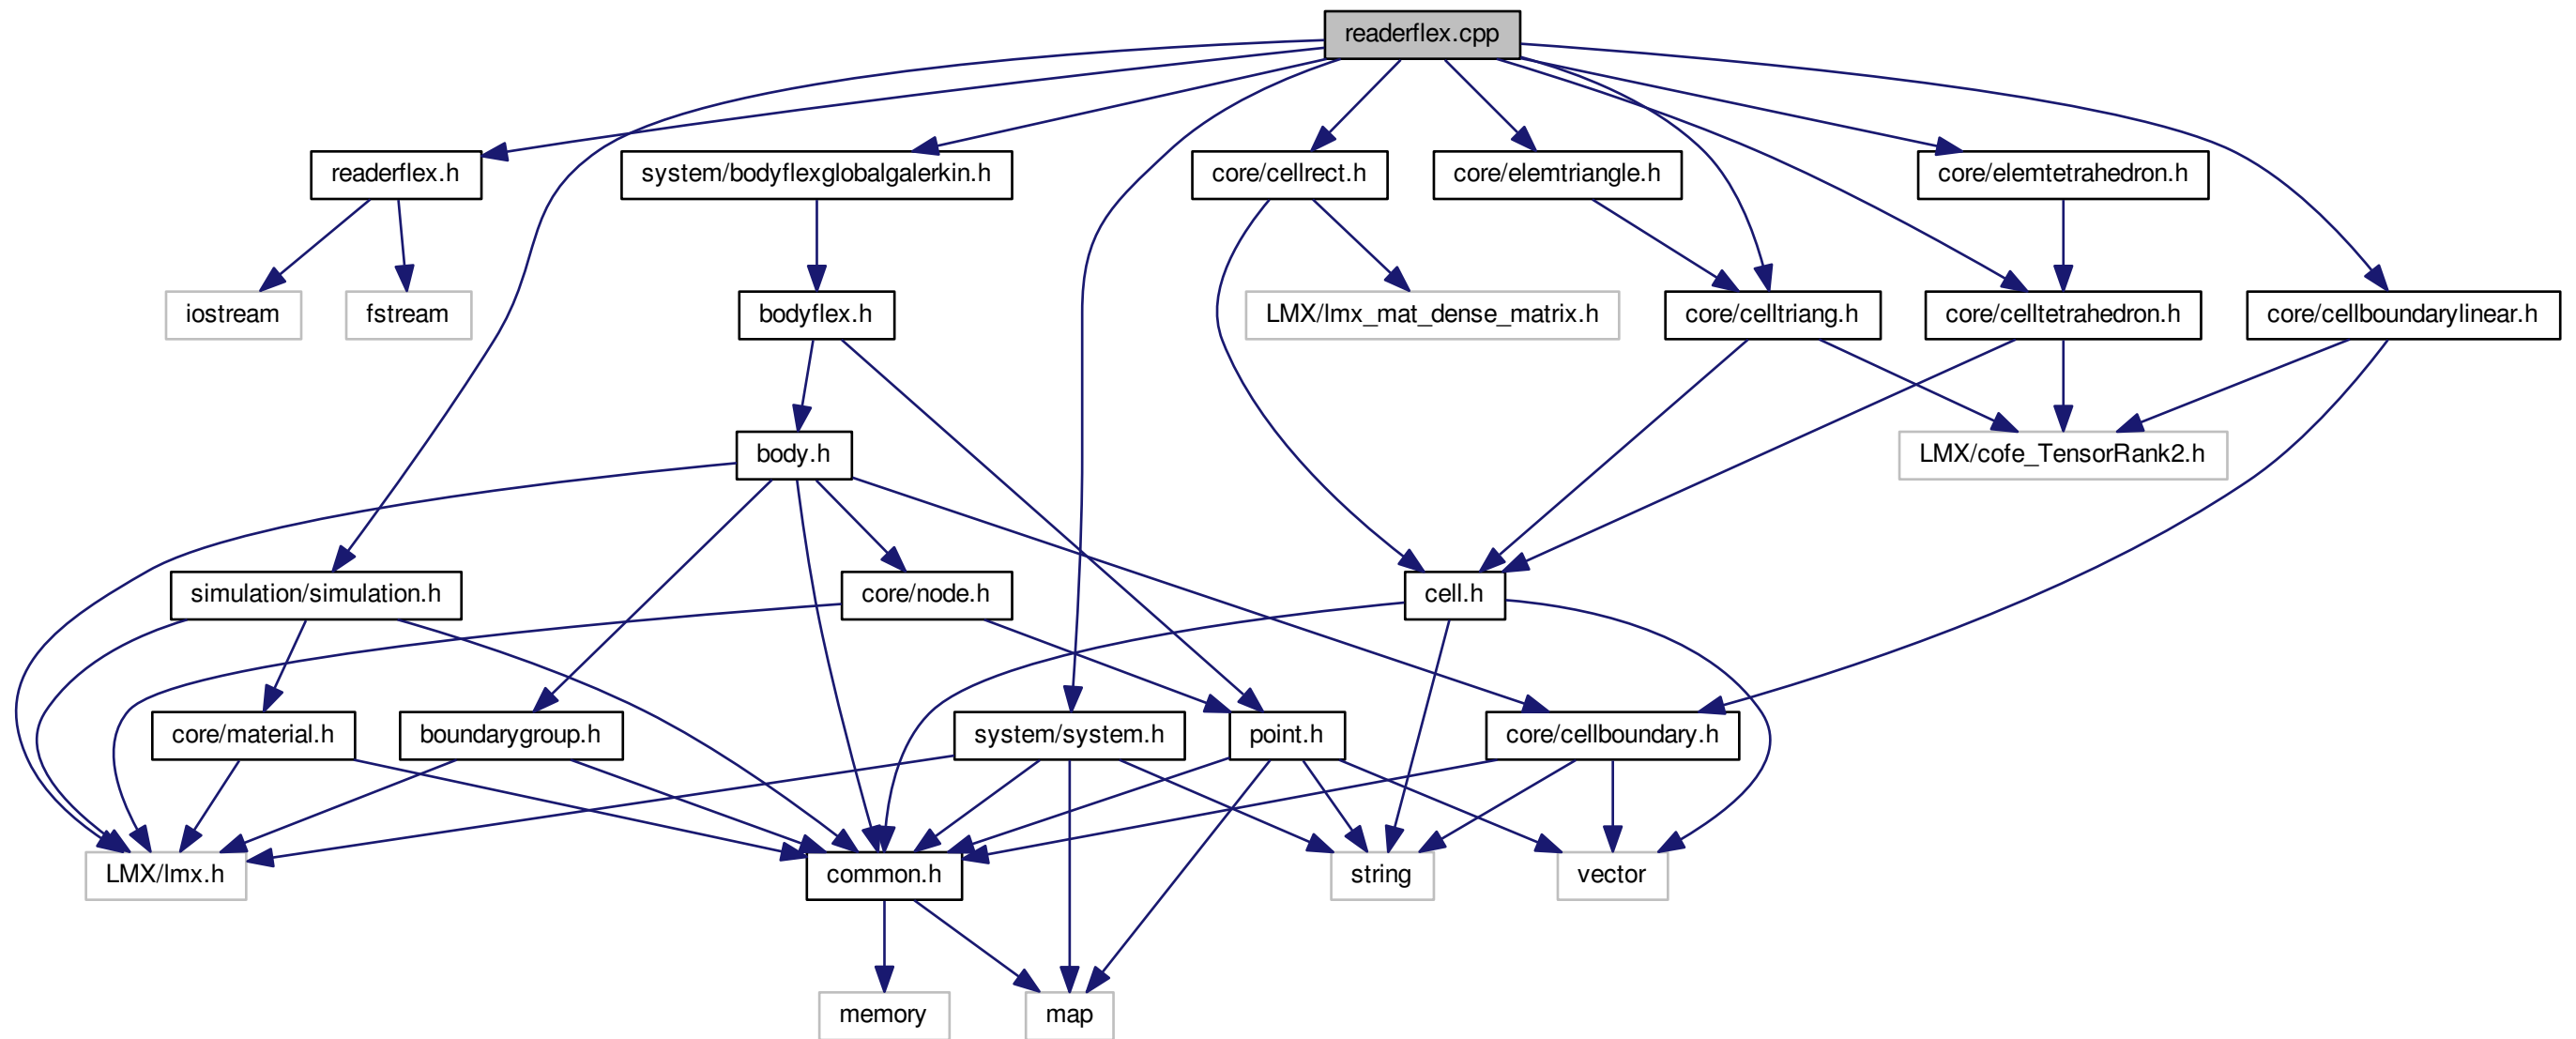 readerflex.cpp
readerflex.h
system/bodyflexglobalgalerkin.h
core/cellrect.h
core/elemtriangle.h
core/elemtetrahedron.h
iostream
fstream
bodyflex.h
LMX/lmx_mat_dense_matrix.h
core/celltriang.h
core/celltetrahedron.h
core/cellboundarylinear.h
body.h
LMX/cofe_TensorRank2.h
simulation/simulation.h
core/node.h
cell.h
core/material.h
boundarygroup.h
system/system.h
point.h
core/cellboundary.h
LMX/lmx.h
common.h
string
vector
memory
map